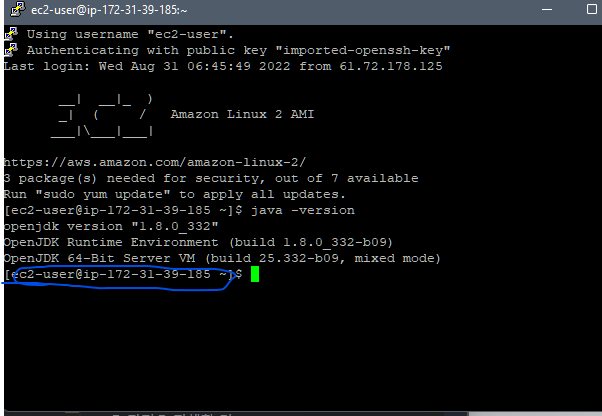 ec2-user@ip-172-31-39-185:~
Using username "ec2-user".
Authenticating with public key "imported-openssh-key"
Last login: Wed Aug 31 06:45:49 2022 from 61.72.178.125
__|  __|_  )
_|  (     /   Amazon Linux 2 AMI
___|\___|___|
https://aws.amazon.com/amazon-linux-2/
3 package(s) needed for security, out of 7 available
Run "sudo yum update" to apply all updates.
[ec2-user@ip-172-31-39-185 ~]$ java -version
openjdk version "1.8.0_332"
OpenJDK Runtime Environment (build 1.8.0_332-b09)
OpenJDK 64-Bit Server VM (build 25.332-b09, mixed mode)
[ec2-user@ip-172-31-39-185 ~]$